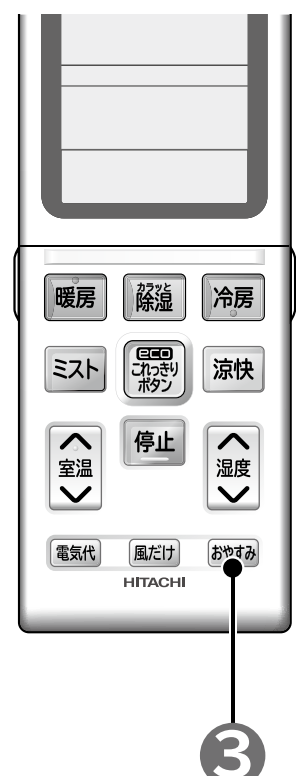 暖房
カラッと
除湿
冷房
ミスト
eco
これっきり
ボタン
涼快
停止
室温
湿度
電気代
風だけ
おやすみ
HITACHI
3